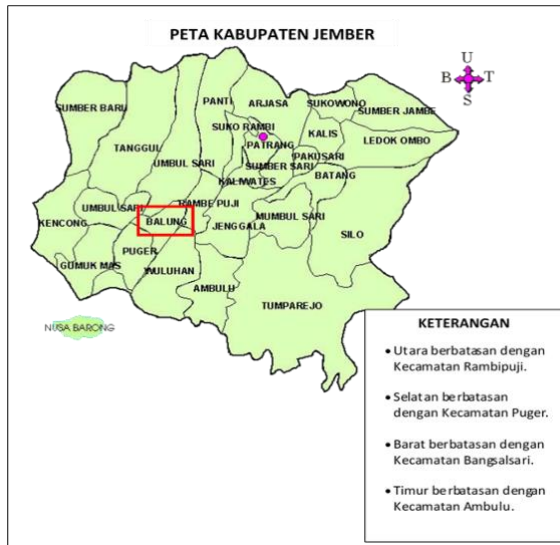 PETA KABUPATEN JEMBER
U
B T
S
SUMBER BARU
PANTI
ARJASA
SUKOWONO
SUMBER JAMBE
SUKO RAMBI
TANGGUL
PATRANG
KALIS
LEDOK OMBO
UMBUL SARI
PAKUSARI
SUMBER SARI
BATANG
KALIWATES
RAMBE PUJI
UMBUL SARI
MUMBUL SARI
KENCONG
BALUNG
JENGGALA
SILO
PUGER
GUMUK MAS
WULUHAN
AMBULU
TUMPAREJO
NUSA BARONG
KETERANGAN
• Utara berbatasan dengan
Kecamatan Rambipuji.
• Selatan berbatasan
dengan Kecamatan Puger.
• Barat berbatasan dengan
Kecamatan Bangsalsari.
• Timur berbatasan dengan
Kecamatan Ambulu.